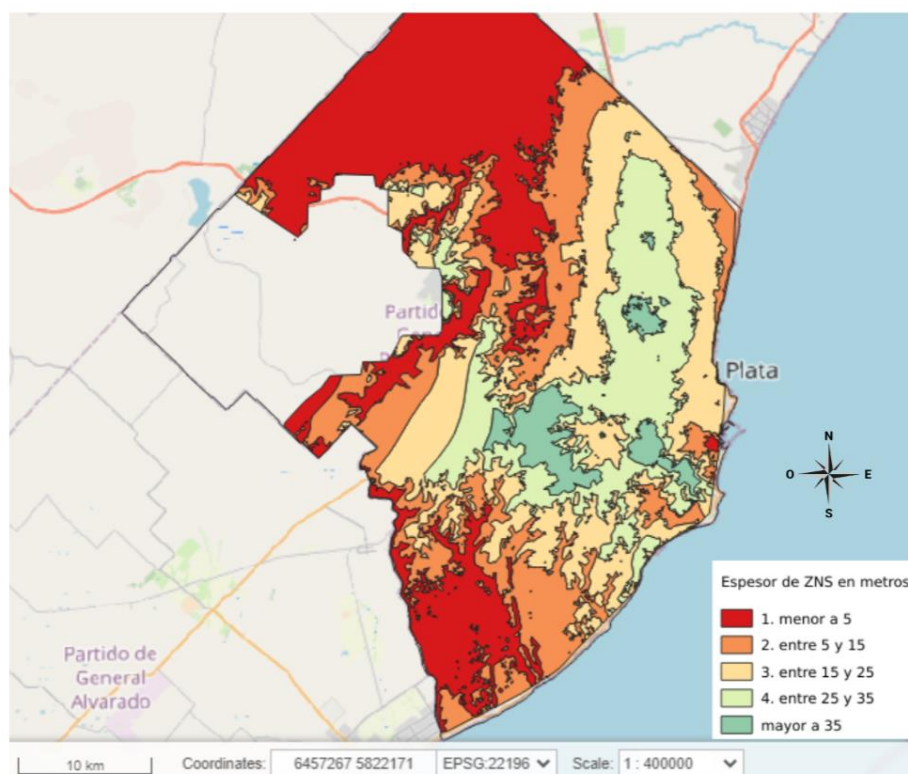 Partid
Gen
P
l Plata
N
O
E
S
Espesor de ZNS en metros
1. menor a 5
2. entre 5 y 15
3. entre 15 y 25
4. entre 25 y 35
mayor a 35
Partido de
General
Alvarado
10 km
Coordinates:
6457267 5822171
EPSG:22196
Scale:
1 : 400000